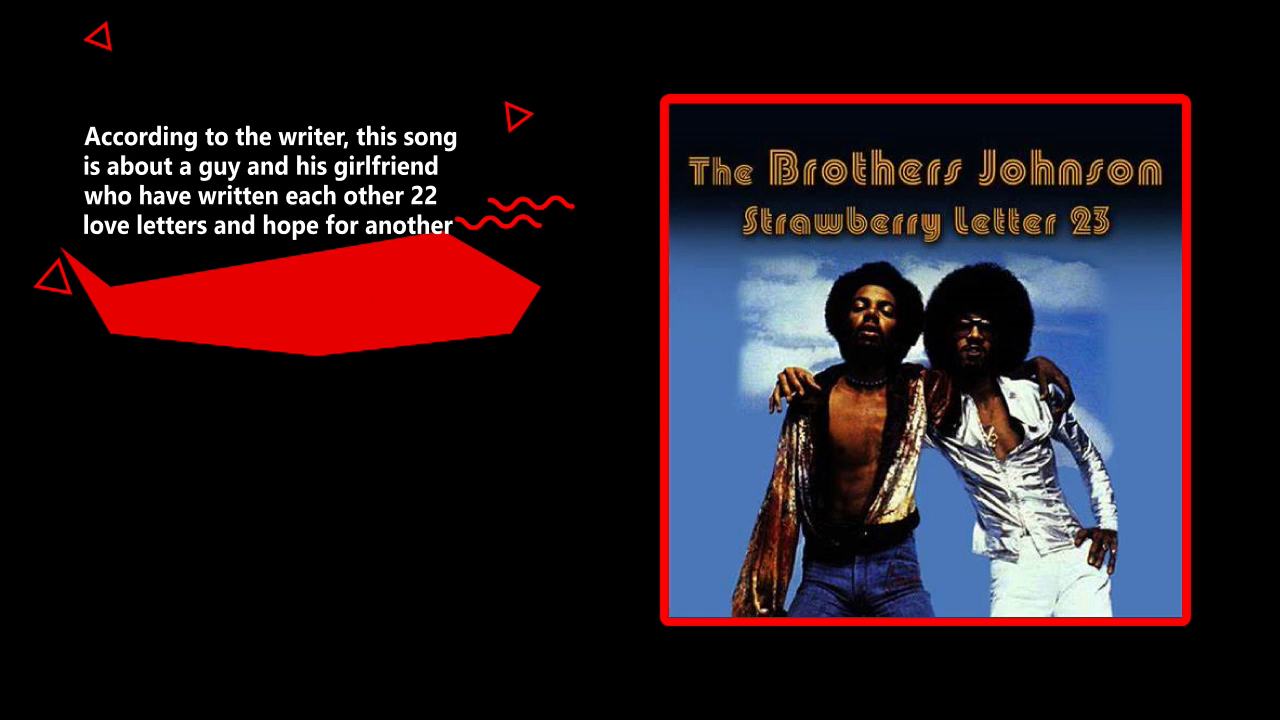 According to the writer, this song
is about a guy and his girlfriend
who have written each other 22
love letters and hope for another
The Brothers Johnson
Strawberry Letter 23